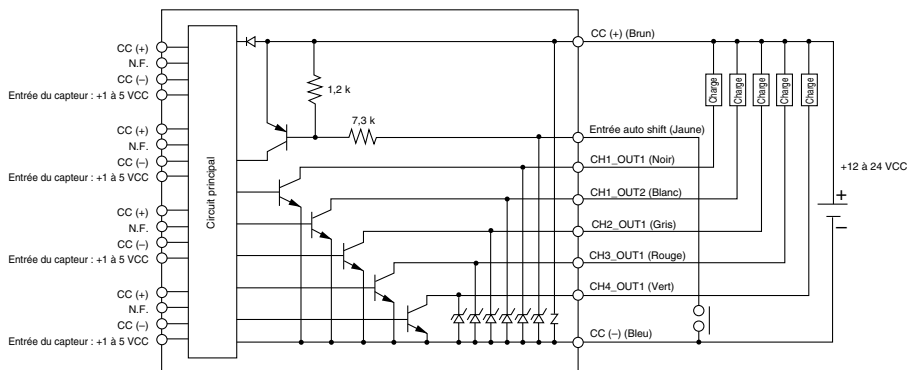 CC (+)
N.F.
CC (–)
Entrée du capteur : +1 à 5 VCC
CC (+)
N.F.
CC (–)
Entrée du capteur : +1 à 5 VCC
CC (+)
N.F.
CC (–)
Entrée du capteur : +1 à 5 VCC
CC (+)
N.F.
CC (–)
Entrée du capteur : +1 à 5 VCC
Circuit principal
1,2 k
7,3 k
CC (+) (Brun)
Entrée auto shift (Jaune)
CH1_OUT1 (Noir)
CH1_OUT2 (Blanc)
CH2_OUT1 (Gris)
CH3_OUT1 (Rouge)
CH4_OUT1 (Vert)
CC (–) (Bleu)
Charge
Charge
Charge
Charge
Charge
+12 à 24 VCC
+
–